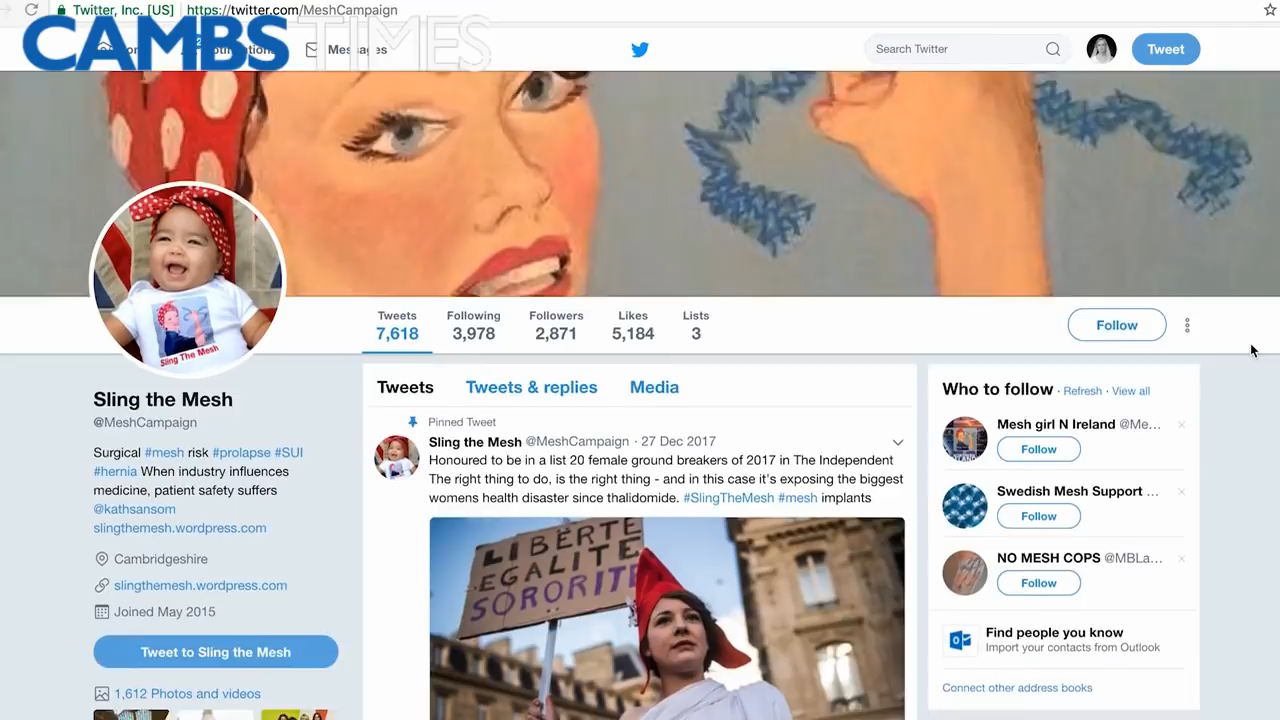 Twitter, Inc. [US]
https://twitter.com/MeshCampaign
CAMBS TIMES
Messages
Search Twitter
Tweet
Sling The Mesh
Tweets
7,618
Following
3,978
Followers
2,871
Likes
5,184
Lists
3
Follow
Sling the Mesh
@MeshCampaign
Surgical #mesh risk #prolapse #SUI
#hernia When industry influences
medicine, patient safety suffers
@kathsansom
slingthemesh.wordpress.com
Cambridgeshire
slingthemesh.wordpress.com
Joined May 2015
Tweet to Sling the Mesh
1,612 Photos and videos
Tweets
Tweets & replies
Media
Pinned Tweet
Sling the Mesh @MeshCampaign · 27 Dec 2017
Honoured to be in a list 20 female ground breakers of 2017 in The Independent
The right thing to do, is the right thing - and in this case it's exposing the biggest
womens health disaster since thalidomide. #SlingTheMesh #mesh implants
LIBERTE
EGALITE
SORORITE
Who to follow · Refresh · View all
Mesh girl N Ireland @Me...
Follow
Swedish Mesh Support ...
Follow
NO MESH COPS @MBLa...
Follow
Find people you know
Import your contacts from Outlook
Connect other address books